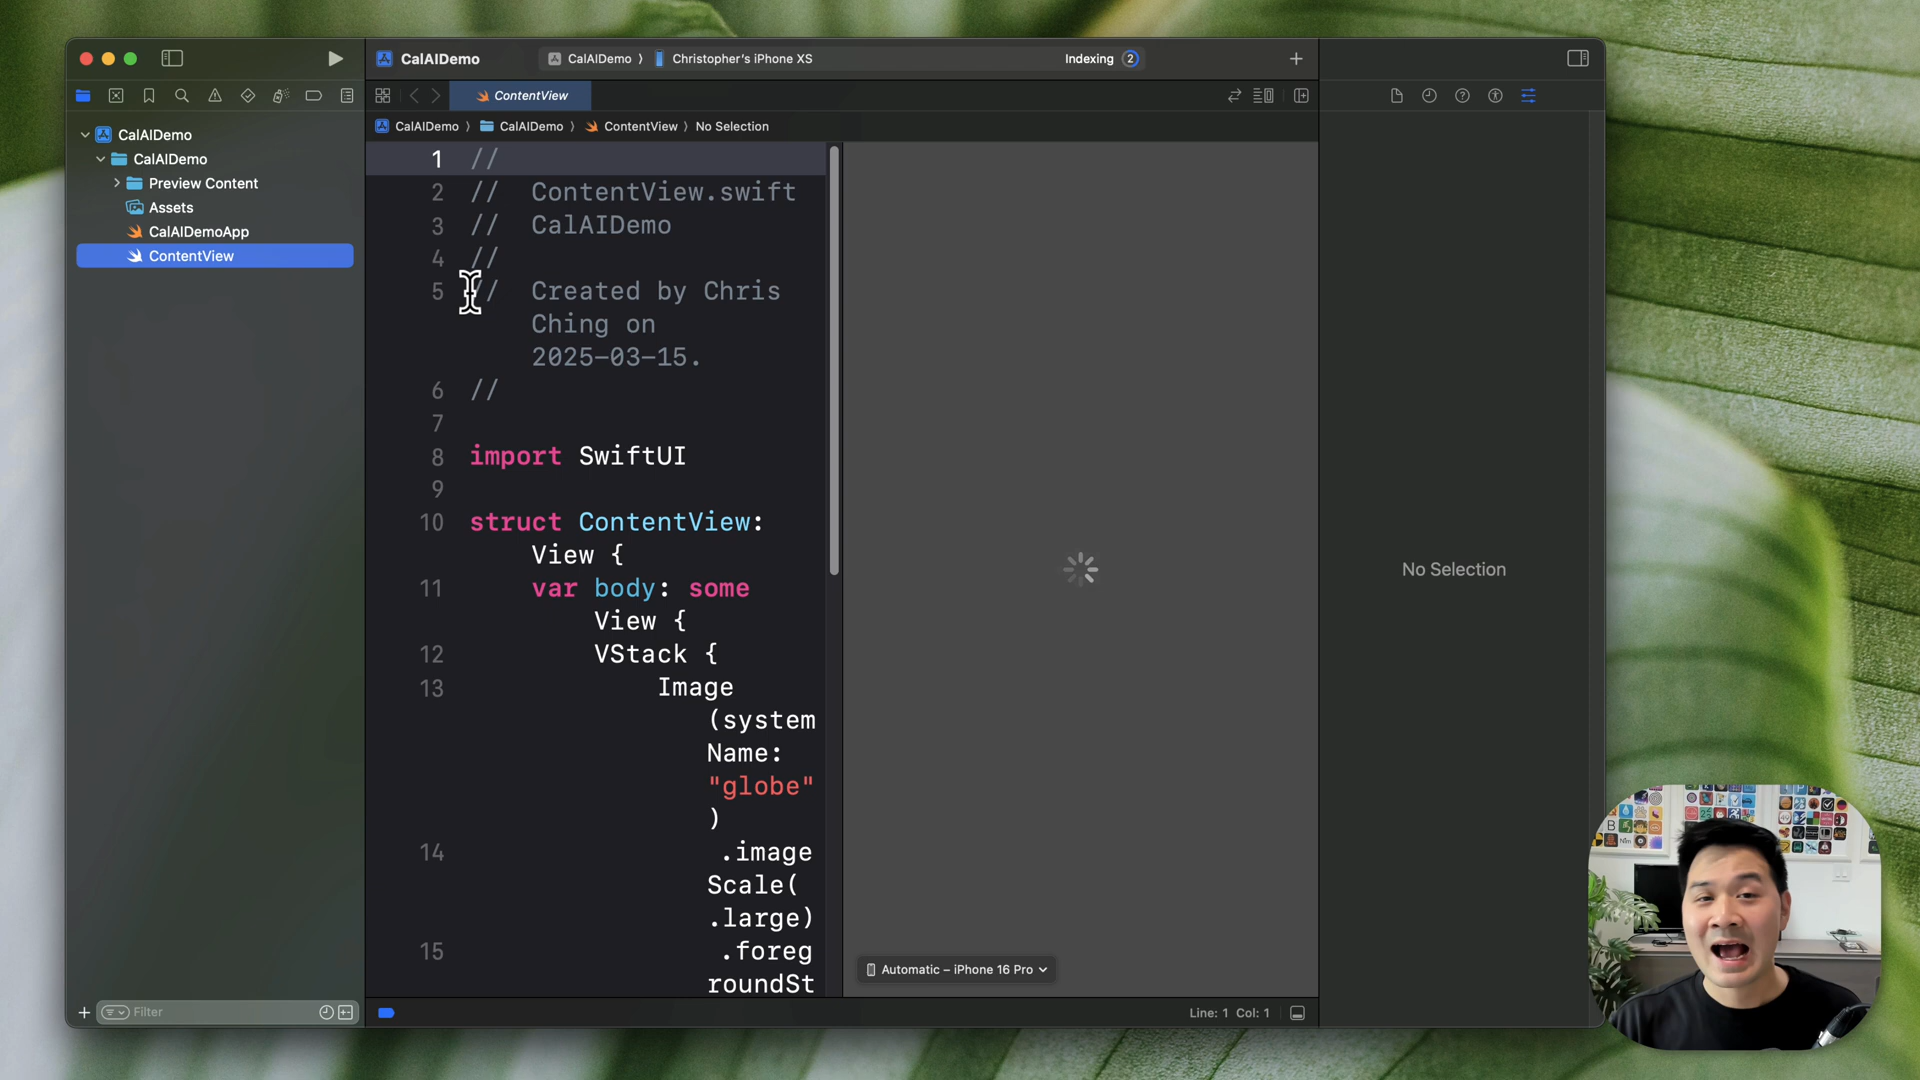 CalAIDemo
CalAIDemo ⟩ Christopher's iPhone XS
Indexing 2
ContentView
CalAIDemo ⟩ CalAIDemo ⟩ ContentView ⟩ No Selection
CalAIDemo
CalAIDemo
Preview Content
Assets
CalAIDemoApp
ContentView
Filter
1 //
2 // ContentView.swift
3 // CalAIDemo
4 //
5 // Created by Chris
Ching on
2025-03-15.
6 //
7
8 import SwiftUI
9
10 struct ContentView:
View {
11 var body: some
View {
12 VStack {
13 Image
(system
Name:
"globe"
)
14 .image
Scale(
.large)
15 .foreg
roundSt
Automatic – iPhone 16 Pro
Line: 1 Col: 1
No Selection